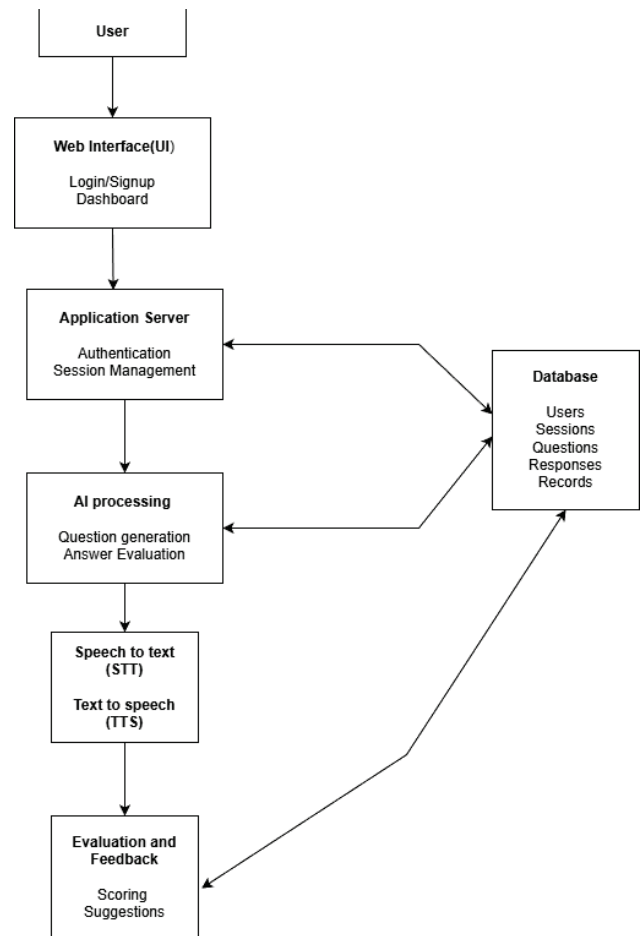 User
Web Interface(UI)
Login/Signup
Dashboard
Application Server
Authentication
Session Management
Database
Users
Sessions
Questions
Responses
Records
AI processing
Question generation
Answer Evaluation
Speech to text
(STT)
Text to speech
(TTS)
Evaluation and
Feedback
Scoring
Suggestions